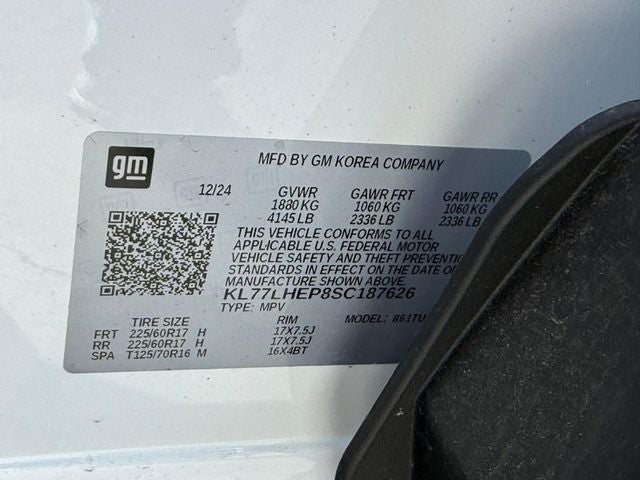 gm
MFD BY GM KOREA COMPANY
12/24 GVWR GAWR FRT GAWR RR
1880 KG 1060 KG 1060 KG
4145 LB 2336 LB 2336 LB
THIS VEHICLE CONFORMS TO ALL
APPLICABLE U.S. FEDERAL MOTOR
VEHICLE SAFETY AND THEFT PREVENTION
STANDARDS IN EFFECT ON THE DATE OF
MANUFACTURE SHOWN ABOVE.
KL77LHEP8SC187626
TYPE: MPV MODEL:
TIRE SIZE RIM
FRT 225/60R17 H 17X7.5J
RR 225/60R17 H 17X7.5J
SPA T125/70R16 M 16X4BT